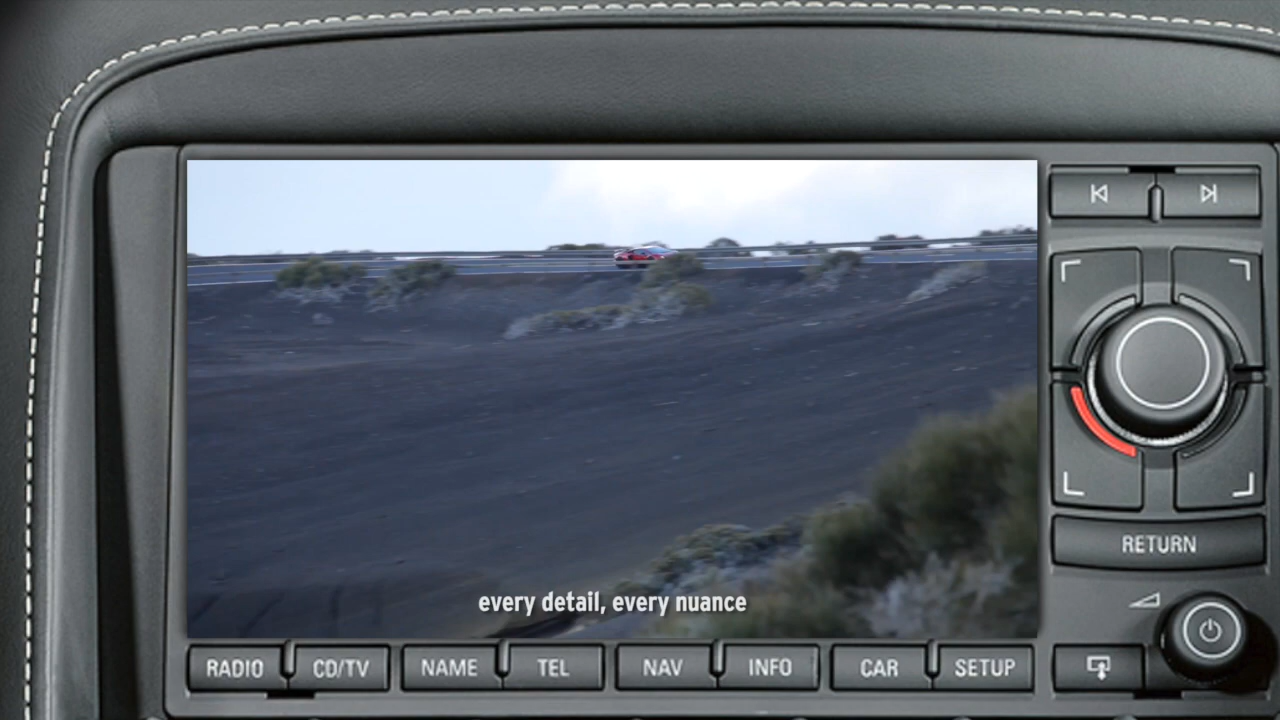 every detail, every nuance
RADIO CD/TV NAME TEL NAV INFO CAR SETUP
RETURN